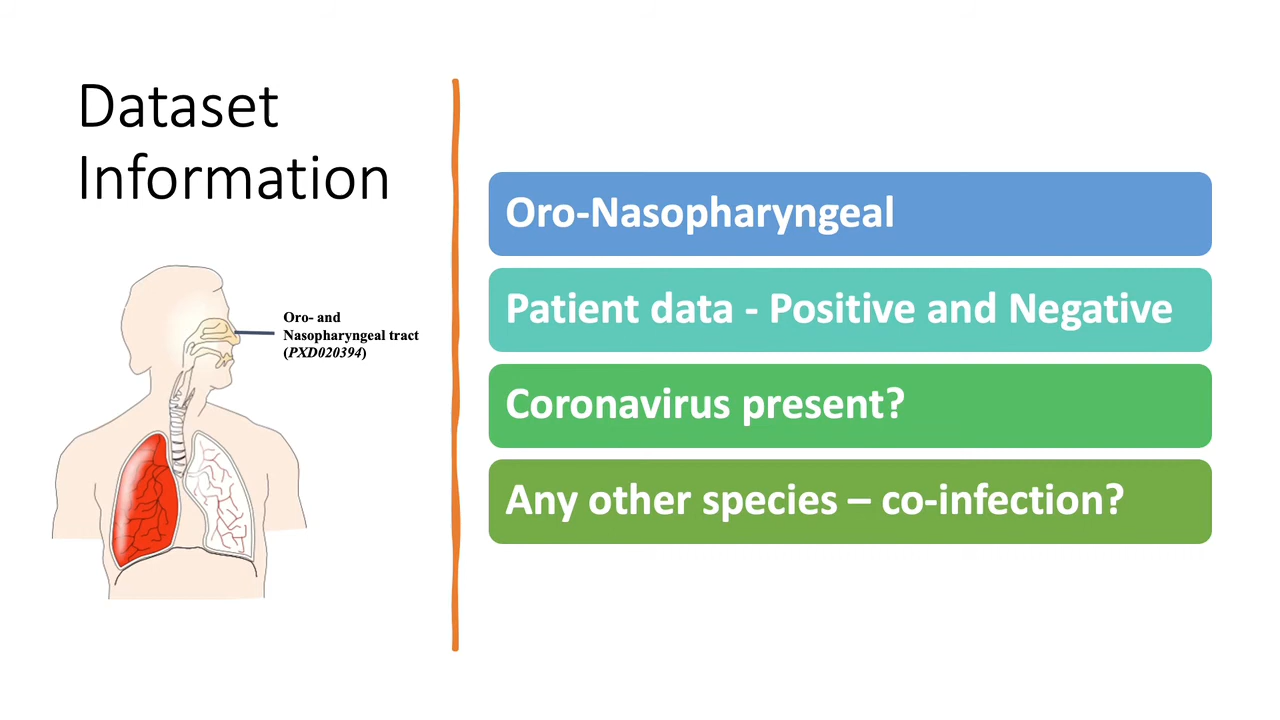 Dataset
Information
Oro- and
Nasopharyngeal tract
(PXD020394)
Oro-Nasopharyngeal
Patient data - Positive and Negative
Coronavirus present?
Any other species – co-infection?